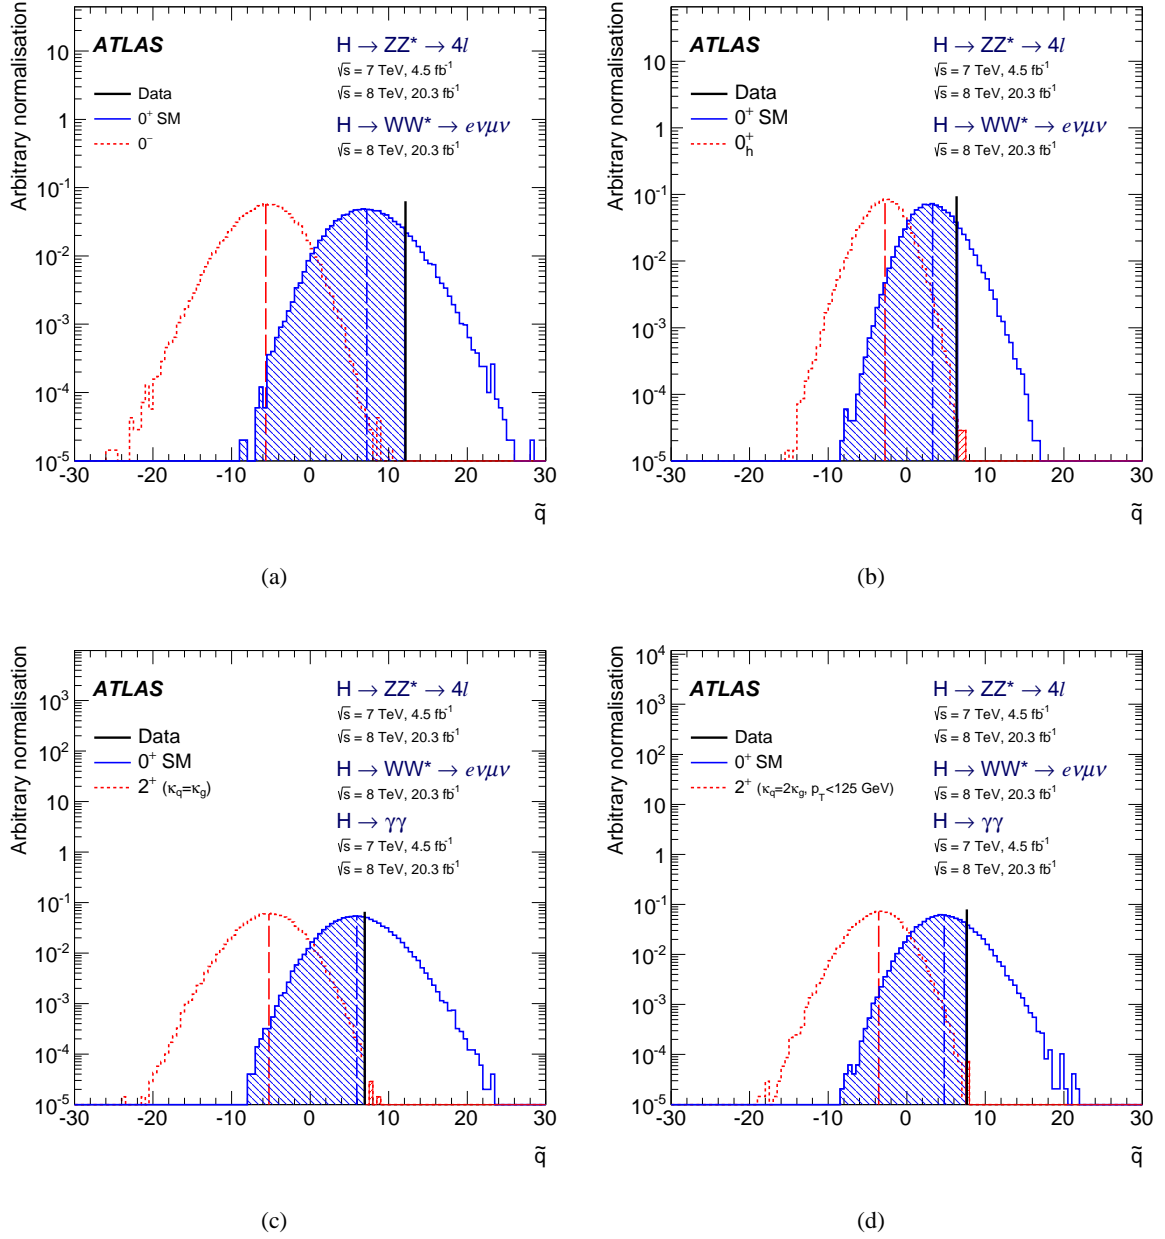 Arbitrary normalisation
ATLAS
Data
0⁺ SM
0⁻
H → ZZ* → 4l
√s = 7 TeV, 4.5 fb⁻¹
√s = 8 TeV, 20.3 fb⁻¹
H → WW* → eνμν
√s = 8 TeV, 20.3 fb⁻¹
10
1
10⁻¹
10⁻²
10⁻³
10⁻⁴
10⁻⁵
-30 -20 -10 0 10 20 30
q̃
(a)
Arbitrary normalisation
ATLAS
Data
0⁺ SM
0⁺ₕ
H → ZZ* → 4l
√s = 7 TeV, 4.5 fb⁻¹
√s = 8 TeV, 20.3 fb⁻¹
H → WW* → eνμν
√s = 8 TeV, 20.3 fb⁻¹
10
1
10⁻¹
10⁻²
10⁻³
10⁻⁴
10⁻⁵
-30 -20 -10 0 10 20 30
q̃
(b)
Arbitrary normalisation
ATLAS
Data
0⁺ SM
2⁺ (κ_q=κ_g)
H → ZZ* → 4l
√s = 7 TeV, 4.5 fb⁻¹
√s = 8 TeV, 20.3 fb⁻¹
H → WW* → eνμν
√s = 8 TeV, 20.3 fb⁻¹
H → γγ
√s = 7 TeV, 4.5 fb⁻¹
√s = 8 TeV, 20.3 fb⁻¹
10³
10²
10
1
10⁻¹
10⁻²
10⁻³
10⁻⁴
10⁻⁵
-30 -20 -10 0 10 20 30
q̃
(c)
Arbitrary normalisation
ATLAS
Data
0⁺ SM
2⁺ (κ_q=2κ_g, p_T<125 GeV)
H → ZZ* → 4l
√s = 7 TeV, 4.5 fb⁻¹
√s = 8 TeV, 20.3 fb⁻¹
H → WW* → eνμν
√s = 8 TeV, 20.3 fb⁻¹
H → γγ
√s = 7 TeV, 4.5 fb⁻¹
√s = 8 TeV, 20.3 fb⁻¹
10⁴
10³
10²
10
1
10⁻¹
10⁻²
10⁻³
10⁻⁴
10⁻⁵
-30 -20 -10 0 10 20 30
q̃
(d)